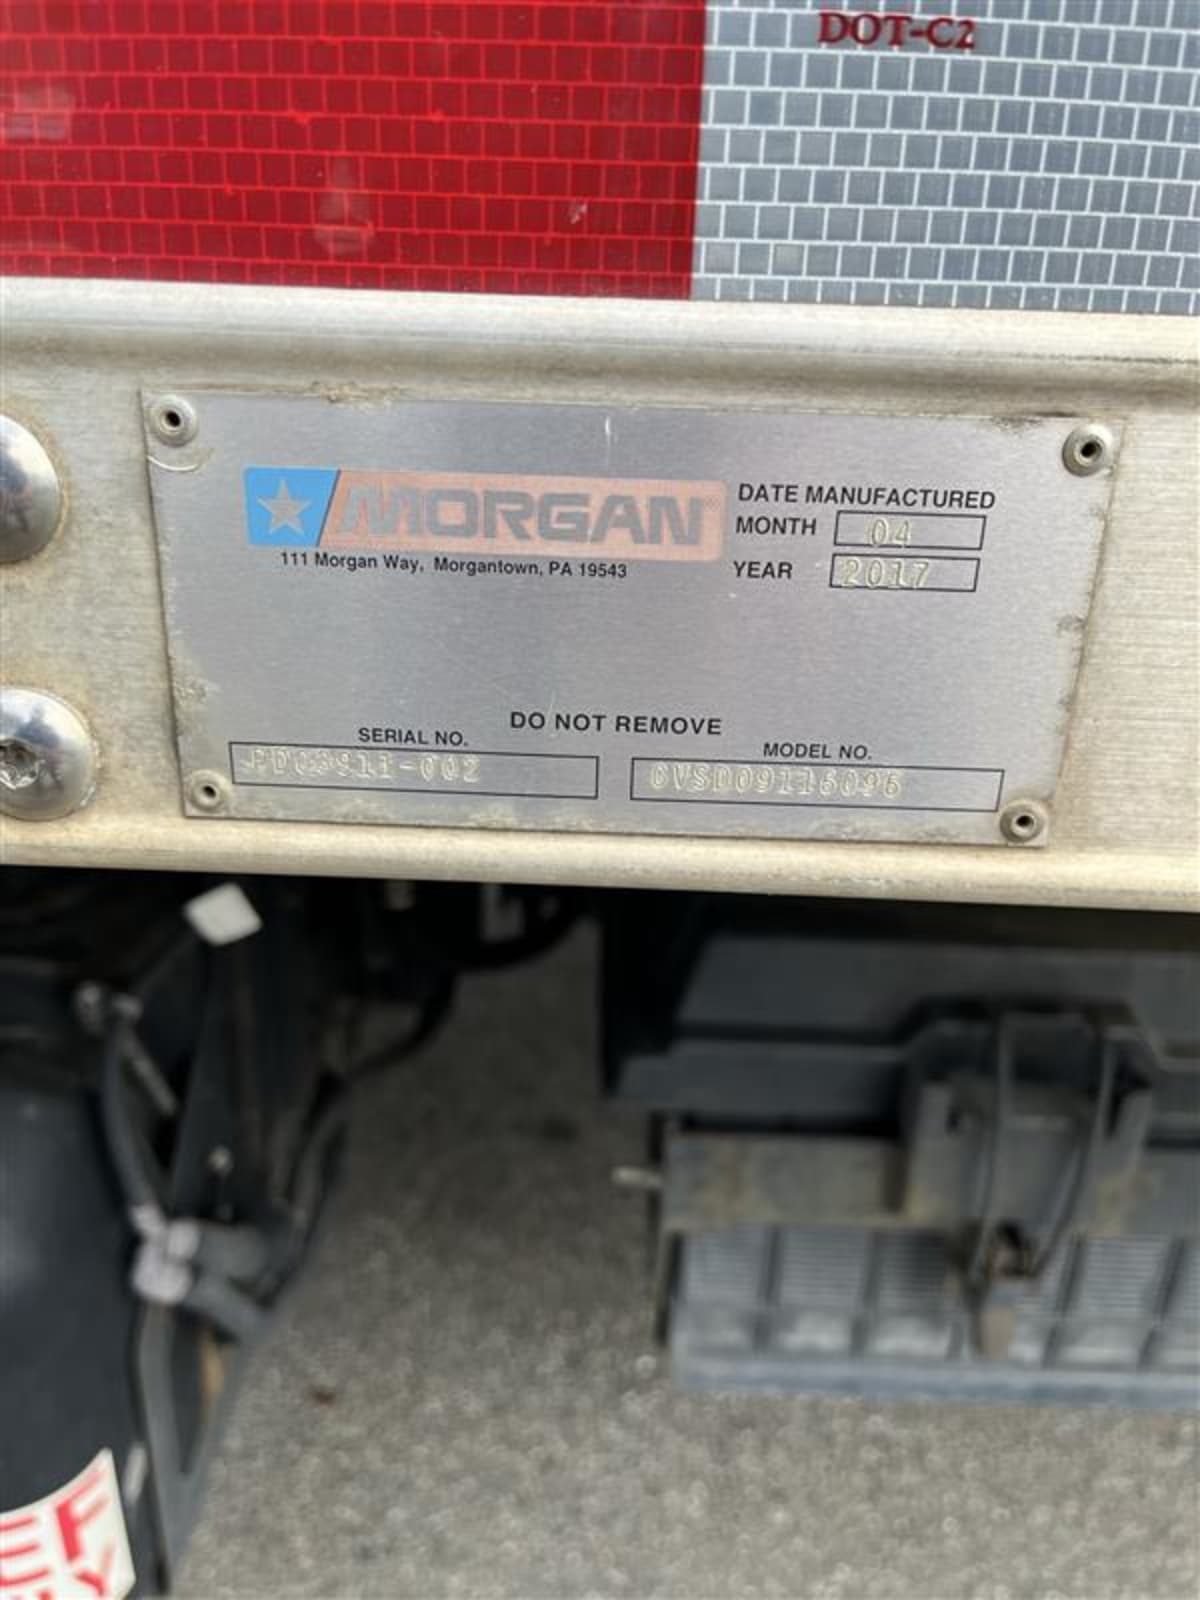 DOT-C2
MORGAN
111 Morgan Way, Morgantown, PA 19543
DATE MANUFACTURED
MONTH 04
YEAR 2017
DO NOT REMOVE
SERIAL NO.
MODEL NO.
GVSD09116096